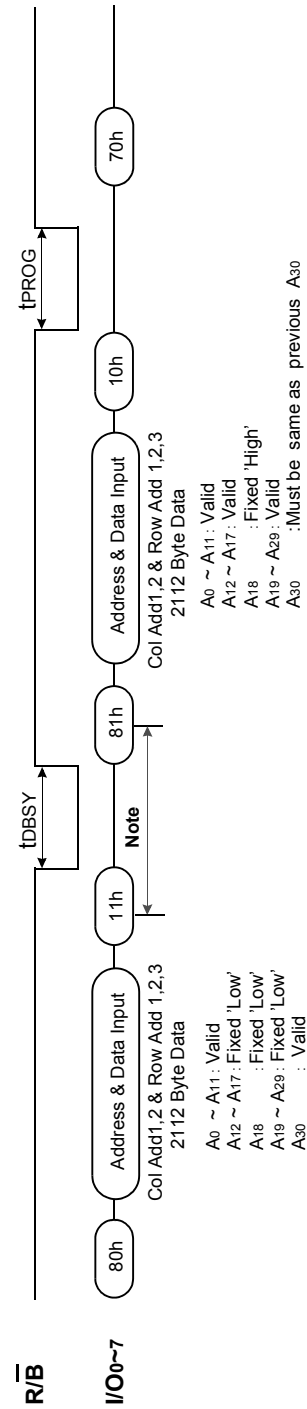 R/B
tDBSY
tPROG
I/O0~7
80h
Address & Data Input
11h
81h
Address & Data Input
10h
70h
Note
Col Add1,2 & Row Add 1,2,3
2112 Byte Data
A0 ~ A11 : Valid
A12 ~ A17 : Fixed 'Low'
A18 : Fixed 'Low'
A19 ~ A29 : Fixed 'Low'
A30 : Valid
Col Add1,2 & Row Add 1,2,3
2112 Byte Data
A0 ~ A11 : Valid
A12 ~ A17 : Valid
A18 : Fixed 'High'
A19 ~ A29 : Valid
A30 :Must be same as previous A30